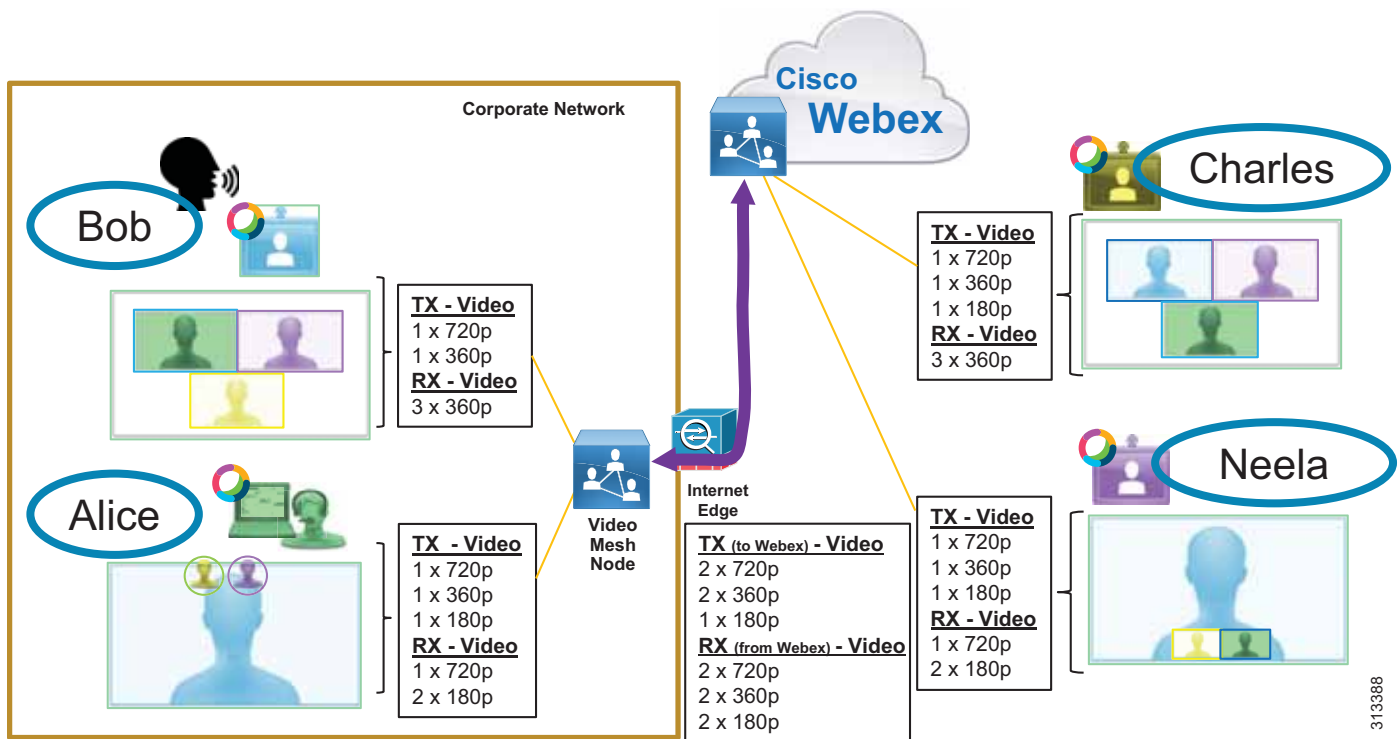 Corporate Network
Cisco
Webex
Bob
TX - Video
1 x 720p
1 x 360p
RX - Video
3 x 360p
Alice
TX - Video
1 x 720p
1 x 360p
1 x 180p
RX - Video
1 x 720p
2 x 180p
Video
Mesh
Node
Internet
Edge
TX (to Webex) - Video
2 x 720p
2 x 360p
1 x 180p
RX (from Webex) - Video
2 x 720p
2 x 360p
2 x 180p
Charles
TX - Video
1 x 720p
1 x 360p
1 x 180p
RX - Video
3 x 360p
Neela
TX - Video
1 x 720p
1 x 360p
1 x 180p
RX - Video
1 x 720p
2 x 180p
313388